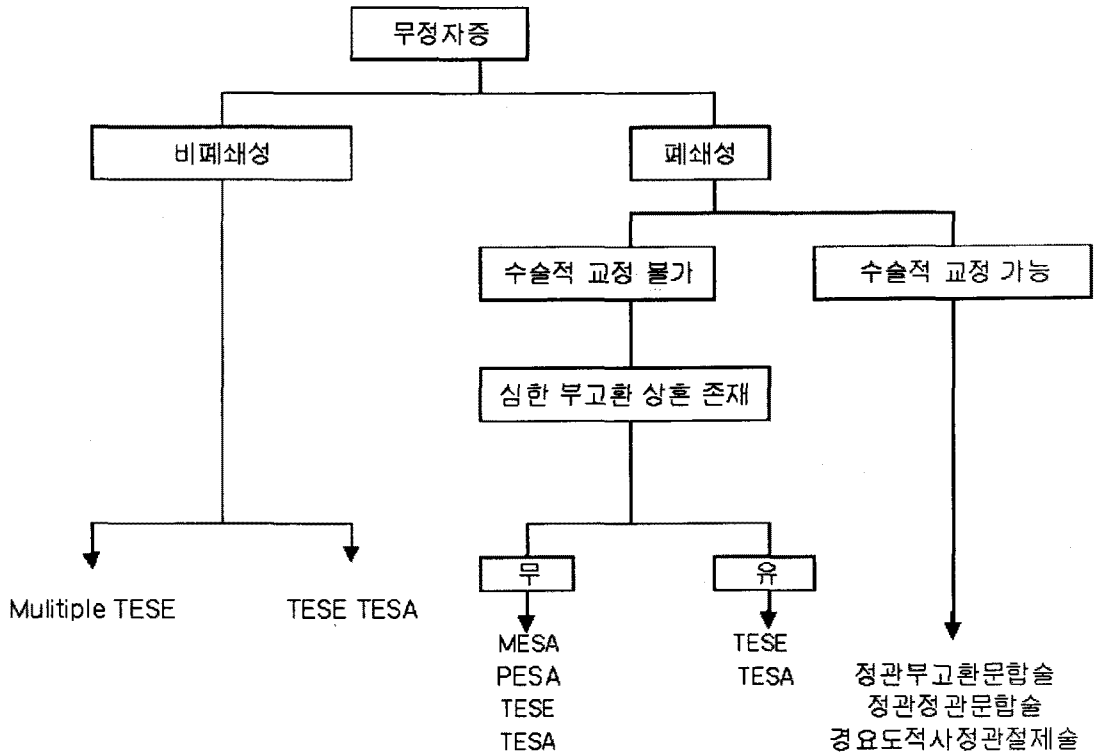 무정자증
비폐쇄성
폐쇄성
수술적 교정 불가
수술적 교정 가능
심한 부고환 상흔 존재
무
유
Mulitiple TESE
TESE TESA
MESA
PESA
TESE
TESA
TESE
TESA
정관부고환문합술
정관정관문합술
경요도적사정관절제술